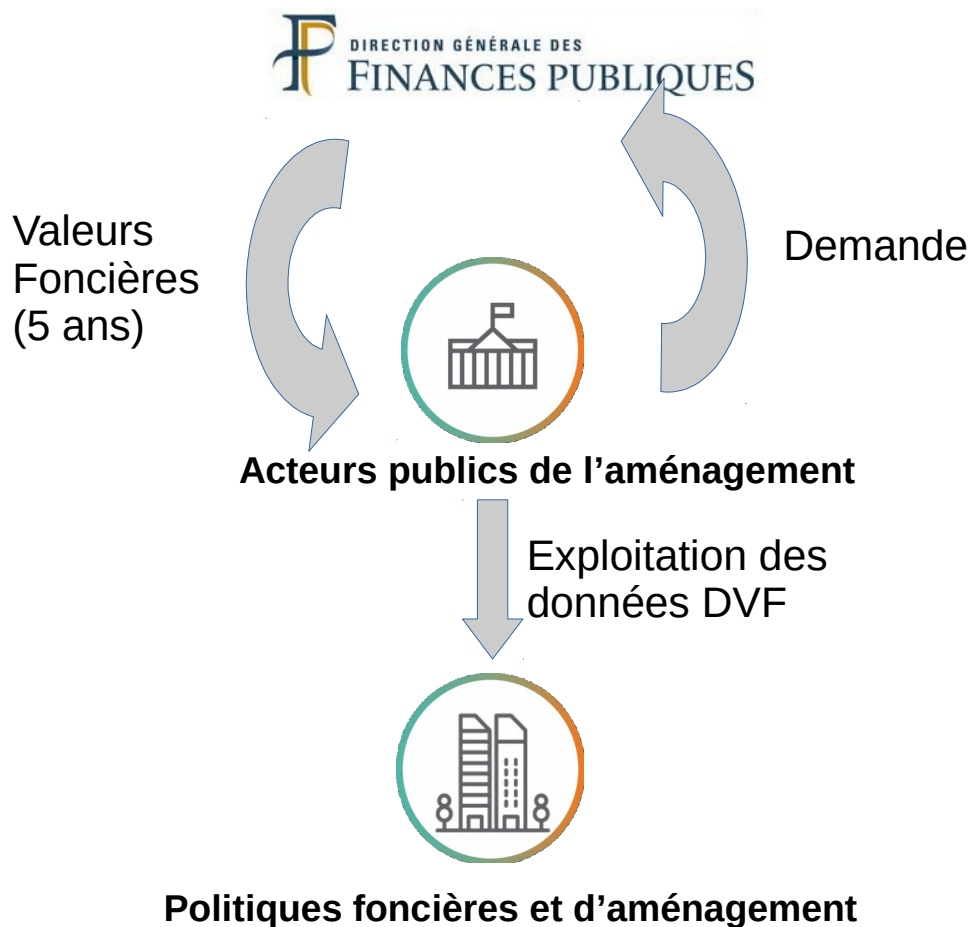 DIRECTION GÉNÉRALE DES
FINANCES PUBLIQUES
Valeurs
Foncières
(5 ans)
Demande
Acteurs publics de l’aménagement
Exploitation des
données DVF
Politiques foncières et d’aménagement